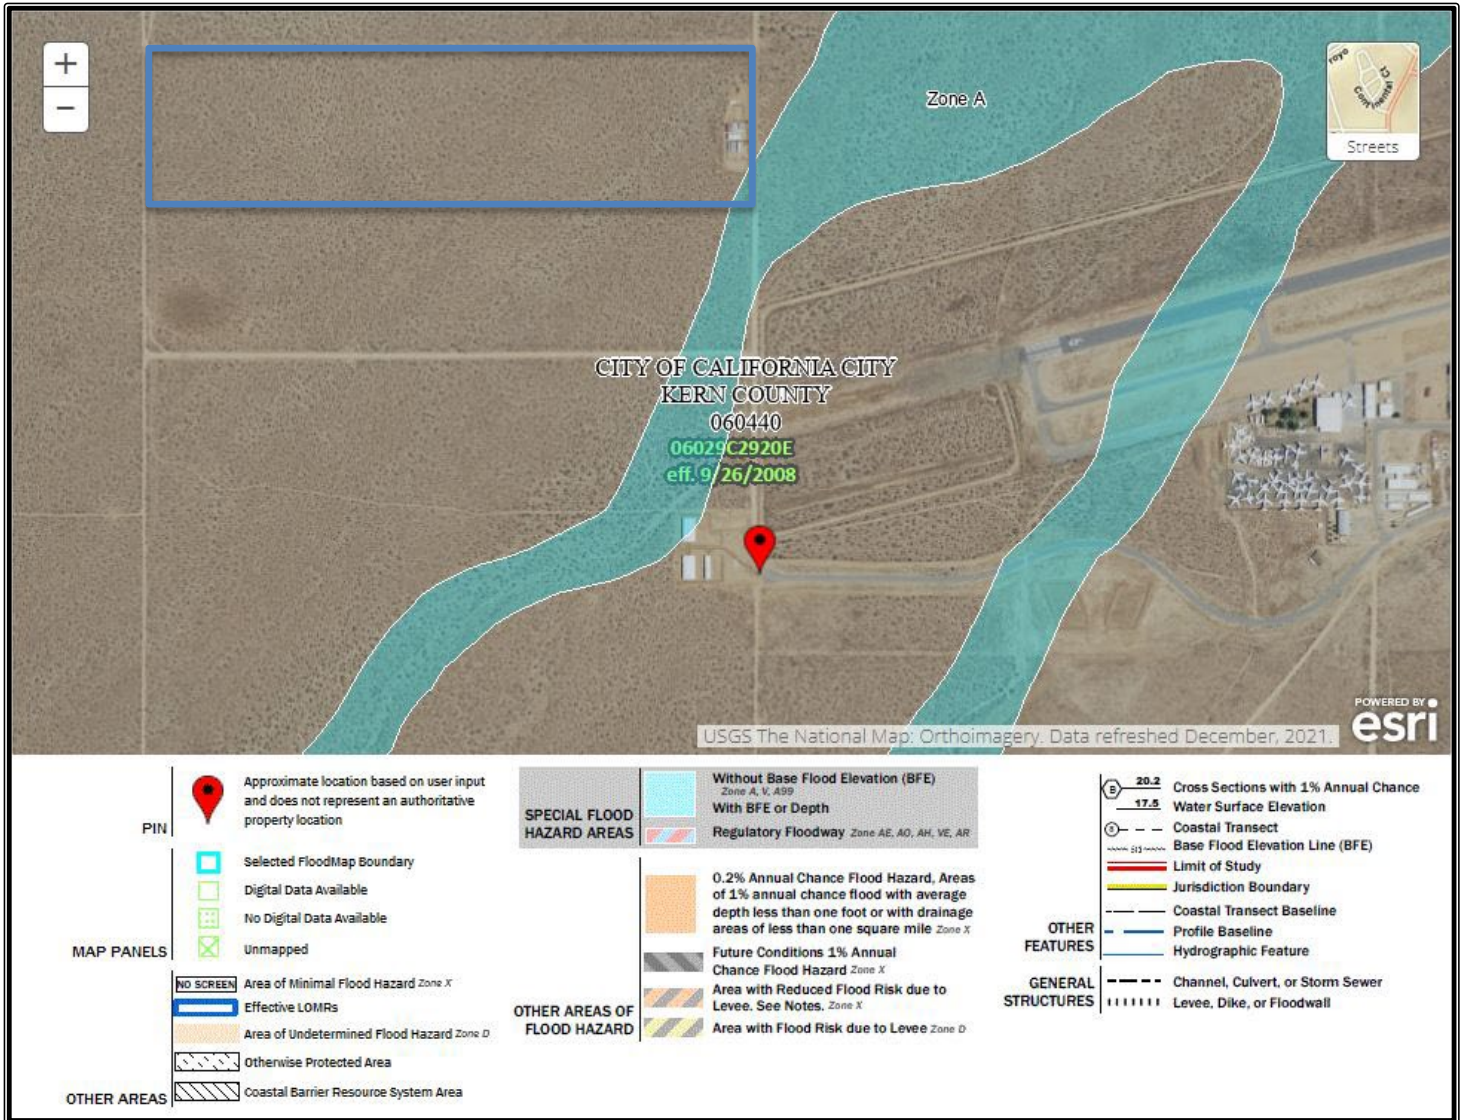 +
−
Zone A
royo
Continental Ct
Streets
CITY OF CALIFORNIA CITY
KERN COUNTY
060440
06029C2920E
eff. 9/26/2008
POWERED BY
esri
USGS The National Map: Orthoimagery. Data refreshed December, 2021.
PIN
Approximate location based on user input
and does not represent an authoritative
property location
MAP PANELS
Selected FloodMap Boundary
Digital Data Available
No Digital Data Available
Unmapped
OTHER AREAS
NO SCREEN Area of Minimal Flood Hazard Zone X
Effective LOMRs
Area of Undetermined Flood Hazard Zone D
Otherwise Protected Area
Coastal Barrier Resource System Area
SPECIAL FLOOD
HAZARD AREAS
Without Base Flood Elevation (BFE)
Zone A, V, A99
With BFE or Depth
Regulatory Floodway Zone AE, AO, AH, VE, AR
OTHER AREAS OF
FLOOD HAZARD
0.2% Annual Chance Flood Hazard, Areas
of 1% annual chance flood with average
depth less than one foot or with drainage
areas of less than one square mile Zone X
Future Conditions 1% Annual
Chance Flood Hazard Zone X
Area with Reduced Flood Risk due to
Levee. See Notes. Zone X
Area with Flood Risk due to Levee Zone D
OTHER
FEATURES
B 20.2 Cross Sections with 1% Annual Chance
17.5 Water Surface Elevation
8 Coastal Transect
513 Base Flood Elevation Line (BFE)
Limit of Study
Jurisdiction Boundary
Coastal Transect Baseline
Profile Baseline
Hydrographic Feature
GENERAL
STRUCTURES
Channel, Culvert, or Storm Sewer
Levee, Dike, or Floodwall